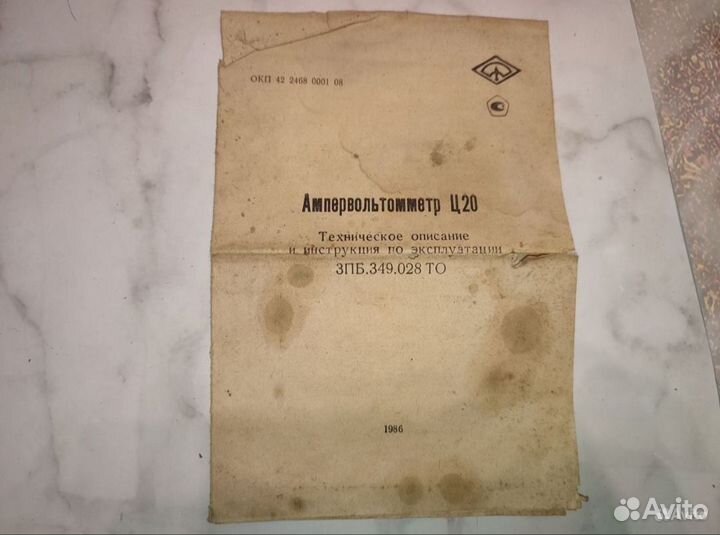 ОКП 42 2468 0001 08
Ампервольтомметр Ц20
Техническое описание
и инструкция по эксплуатации
3ПБ.349.028 ТО
1986
Avito